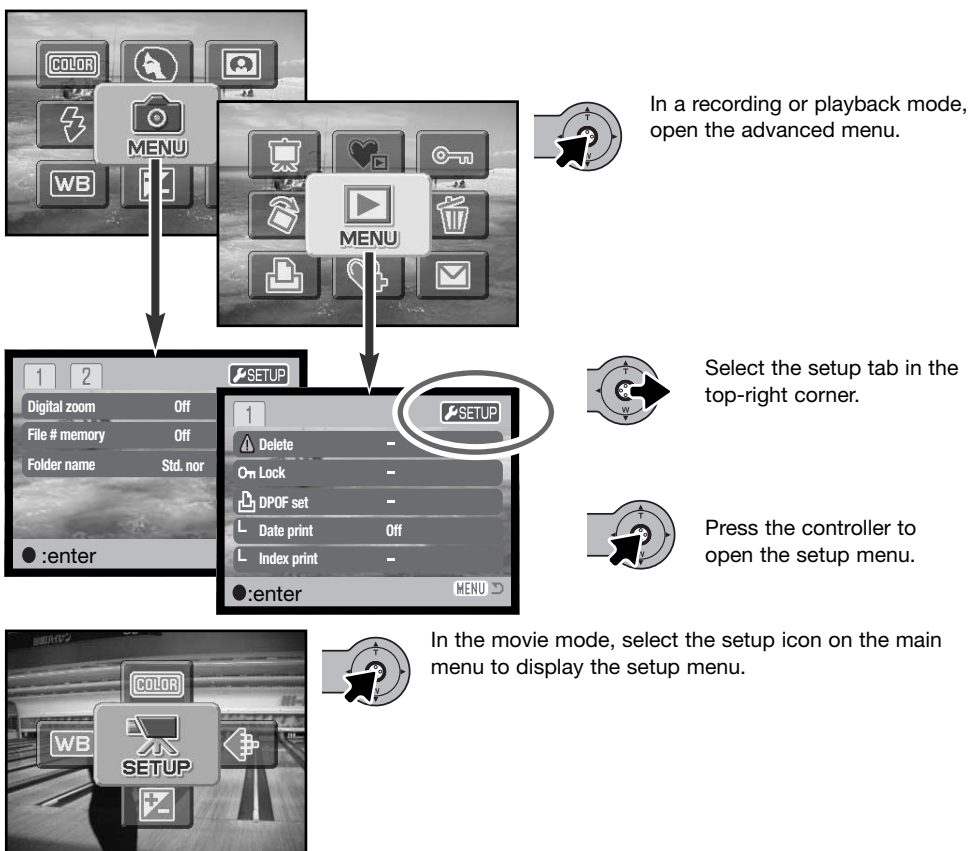 COLOR
MENU
WB
MENU
In a recording or playback mode,
open the advanced menu.
1 2 SETUP
Digital zoom Off
File # memory Off
Folder name Std. nor
:enter
1 SETUP
Delete –
Lock –
DPOF set –
Date print Off
Index print –
:enter MENU
Select the setup tab in the
top-right corner.
Press the controller to
open the setup menu.
COLOR
WB
SETUP
In the movie mode, select the setup icon on the main
menu to display the setup menu.
T
W